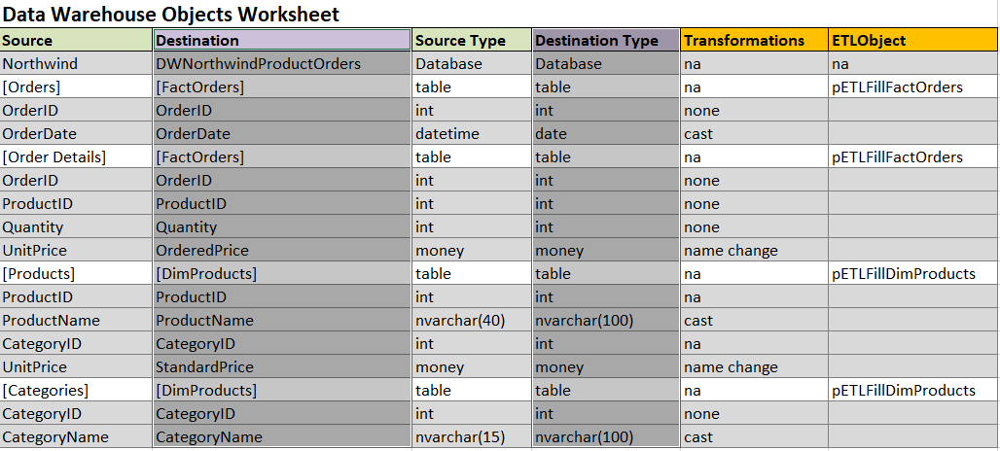 Data Warehouse Objects Worksheet
Source Destination Source Type Destination Type Transformations ETLObject
Northwind DWNorthwindProductOrders Database Database na na
[Orders] [FactOrders] table table na pETLFillFactOrders
OrderID OrderID int int none
OrderDate OrderDate datetime date cast
[Order Details] [FactOrders] table table na pETLFillFactOrders
OrderID OrderID int int none
ProductID ProductID int int none
Quantity Quantity int int none
UnitPrice OrderedPrice money money name change
[Products] [DimProducts] table table na pETLFillDimProducts
ProductID ProductID int int na
ProductName ProductName nvarchar(40) nvarchar(100) cast
CategoryID CategoryID int int na
UnitPrice StandardPrice money money name change
[Categories] [DimProducts] table table na pETLFillDimProducts
CategoryID CategoryID int int none
CategoryName CategoryName nvarchar(15) nvarchar(100) cast